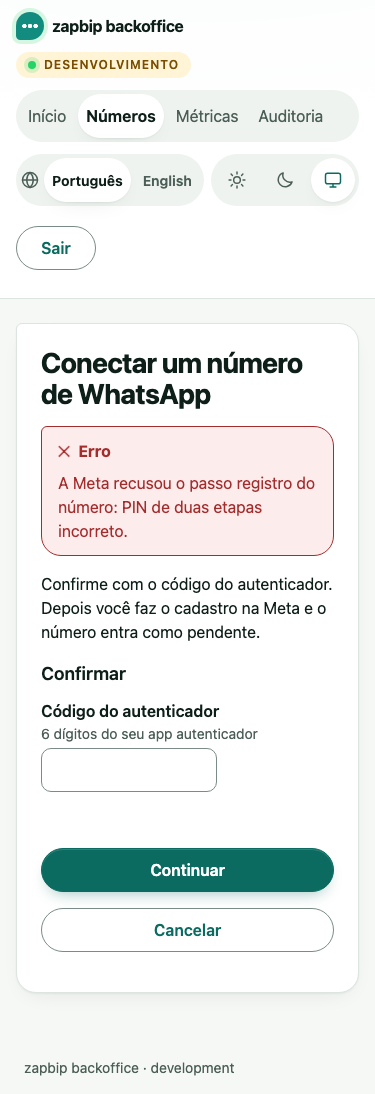 zapbip backoffice
DESENVOLVIMENTO
Início Números Métricas Auditoria
Português English
Sair
Conectar um número
de WhatsApp
Erro
A Meta recusou o passo registro do
número: PIN de duas etapas
incorreto.
Confirme com o código do autenticador.
Depois você faz o cadastro na Meta e o
número entra como pendente.
Confirmar
Código do autenticador
6 dígitos do seu app autenticador
Continuar
Cancelar
zapbip backoffice · development